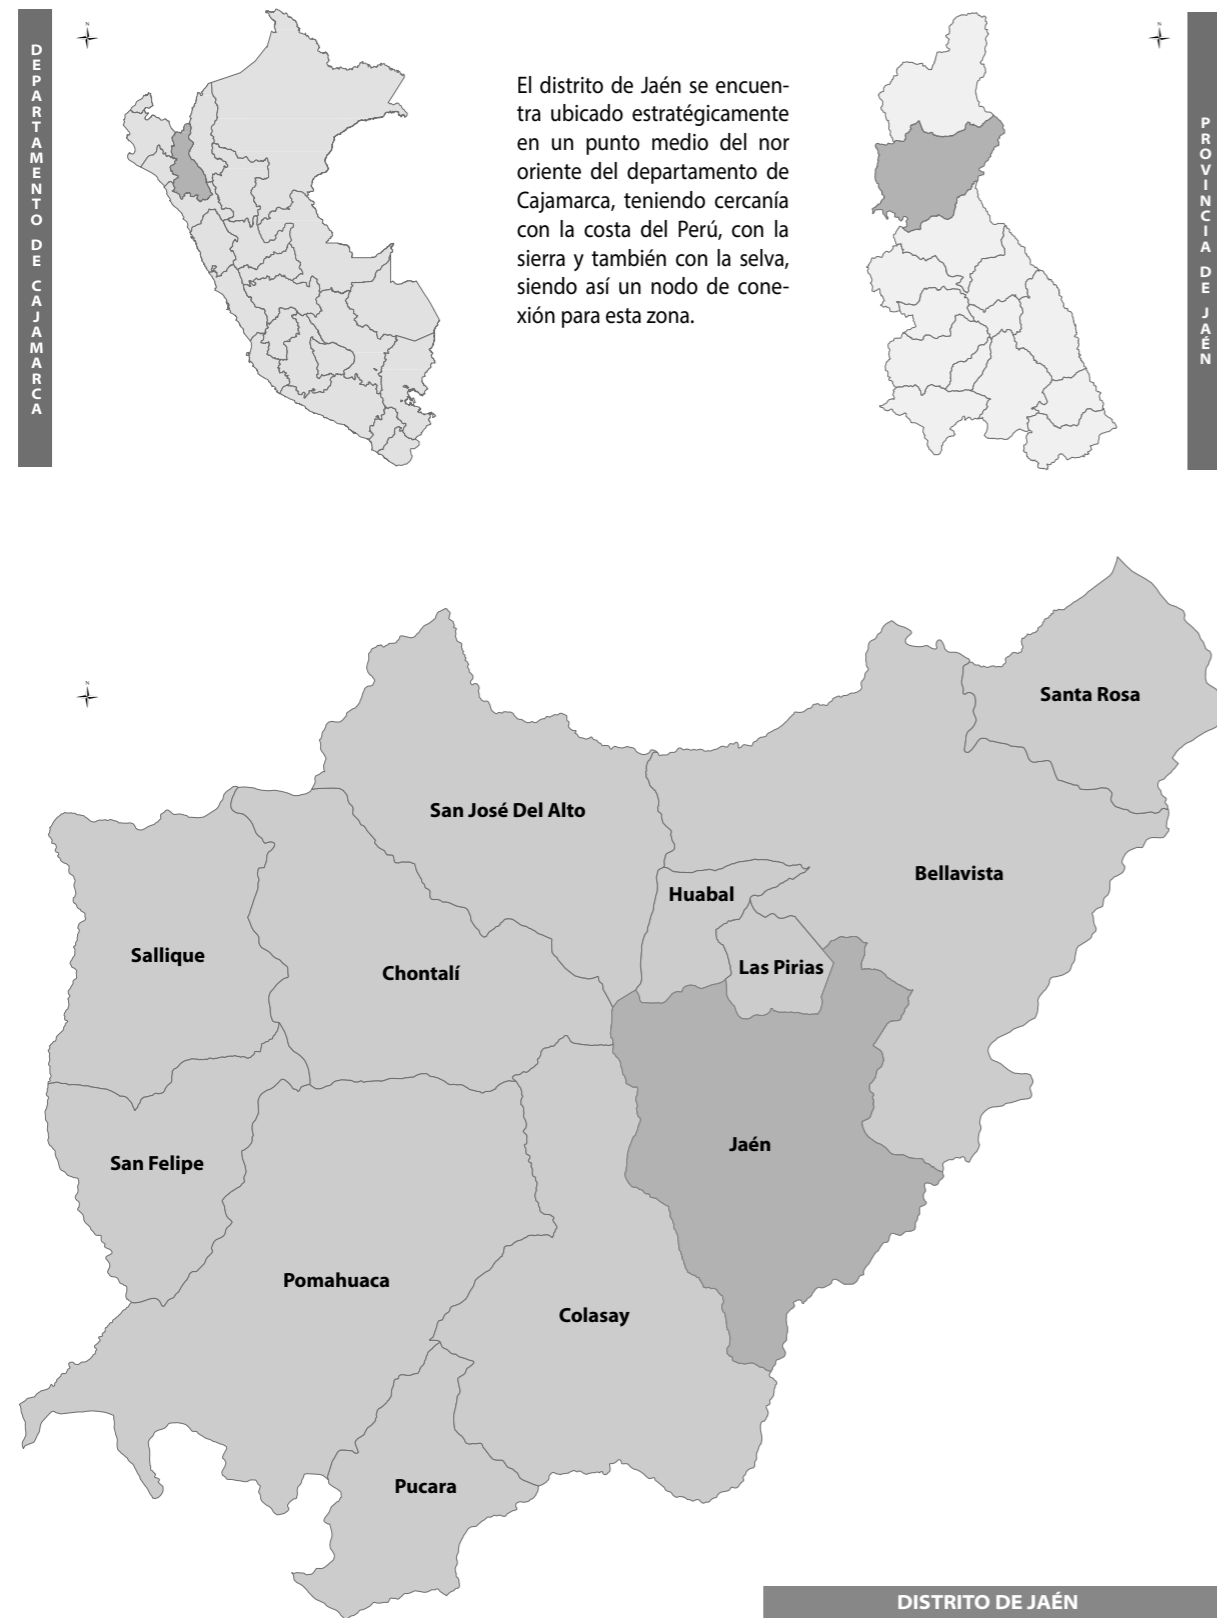 DEPARTAMENTO DE CAJAMARCA
N
El distrito de Jaén se encuen-
tra ubicado estratégicamente
en un punto medio del nor
oriente del departamento de
Cajamarca, teniendo cercanía
con la costa del Perú, con la
sierra y también con la selva,
siendo así un nodo de cone-
xión para esta zona.
N
PROVINCIA DE JAÉN
N
Santa Rosa
San José Del Alto
Bellavista
Huabal
Sallique
Chontalí
Las Pirias
Jaén
San Felipe
Pomahuaca
Colasay
Pucara
DISTRITO DE JAÉN